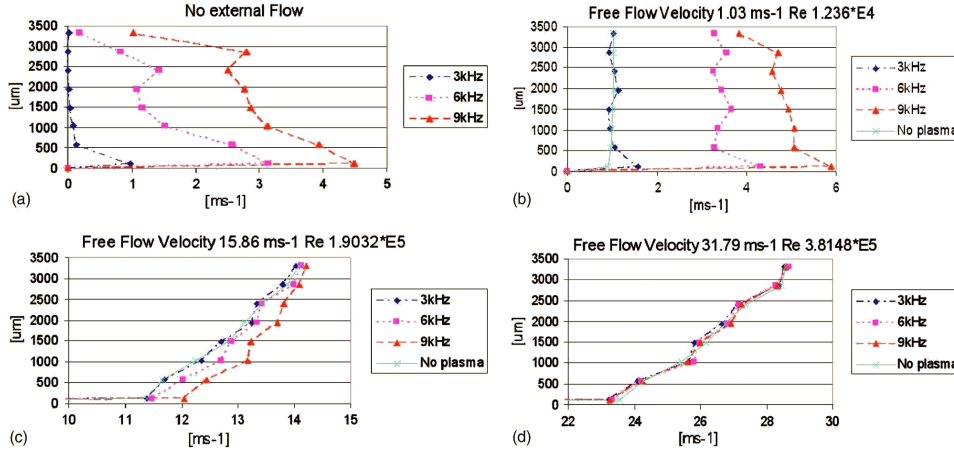 No external Flow
3500
3000
2500
2000
1500
1000
500
0
[um]
0 1 2 3 4 5
[ms-1]
3kHz
6kHz
9kHz
(a)
Free Flow Velocity 1.03 ms-1 Re 1.236*E4
3500
3000
2500
2000
1500
1000
500
0
[um]
0 2 4 6
[ms-1]
3kHz
6kHz
9kHz
No plasma
(b)
Free Flow Velocity 15.86 ms-1 Re 1.9032*E5
3500
3000
2500
2000
1500
1000
500
0
[um]
10 11 12 13 14 15
[ms-1]
3kHz
6kHz
9kHz
No plasma
(c)
Free Flow Velocity 31.79 ms-1 Re 3.8148*E5
3500
3000
2500
2000
1500
1000
500
0
[um]
22 24 26 28 30
[ms-1]
3kHz
6kHz
9kHz
No plasma
(d)